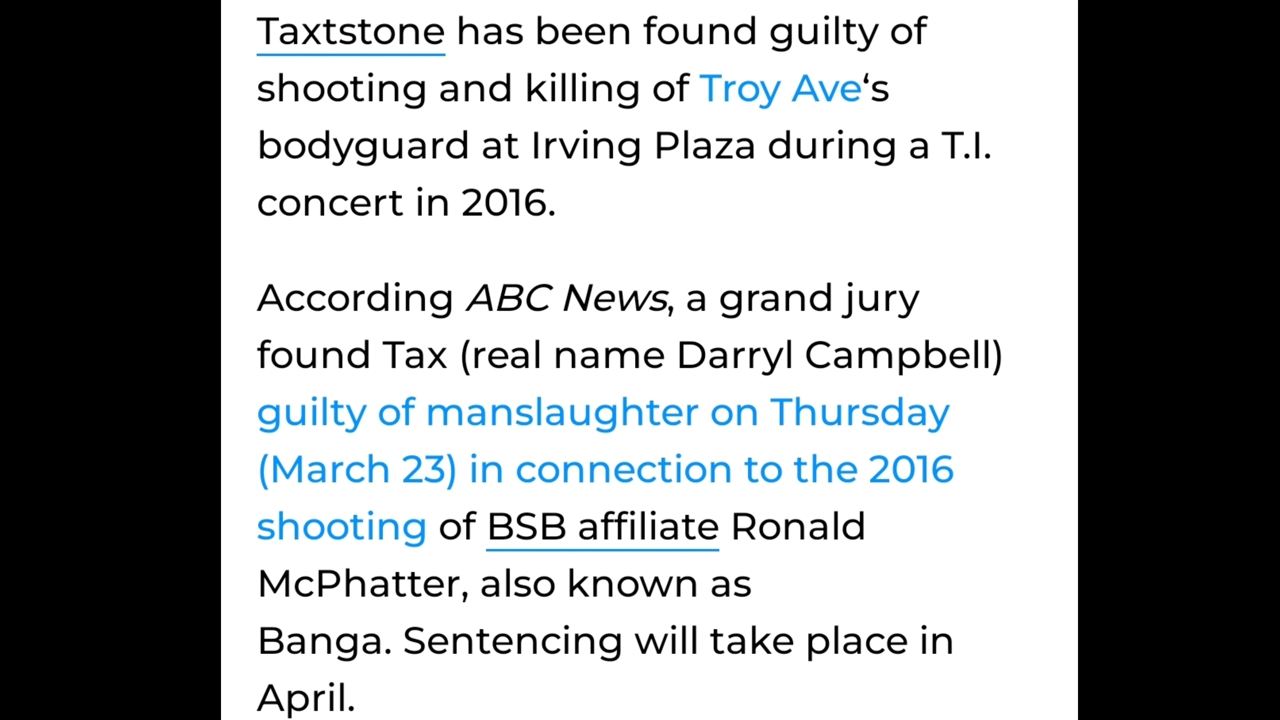 Taxtstone has been found guilty of
shooting and killing of Troy Ave‘s
bodyguard at Irving Plaza during a T.I.
concert in 2016.
According ABC News, a grand jury
found Tax (real name Darryl Campbell)
guilty of manslaughter on Thursday
(March 23) in connection to the 2016
shooting of BSB affiliate Ronald
McPhatter, also known as
Banga. Sentencing will take place in
April.